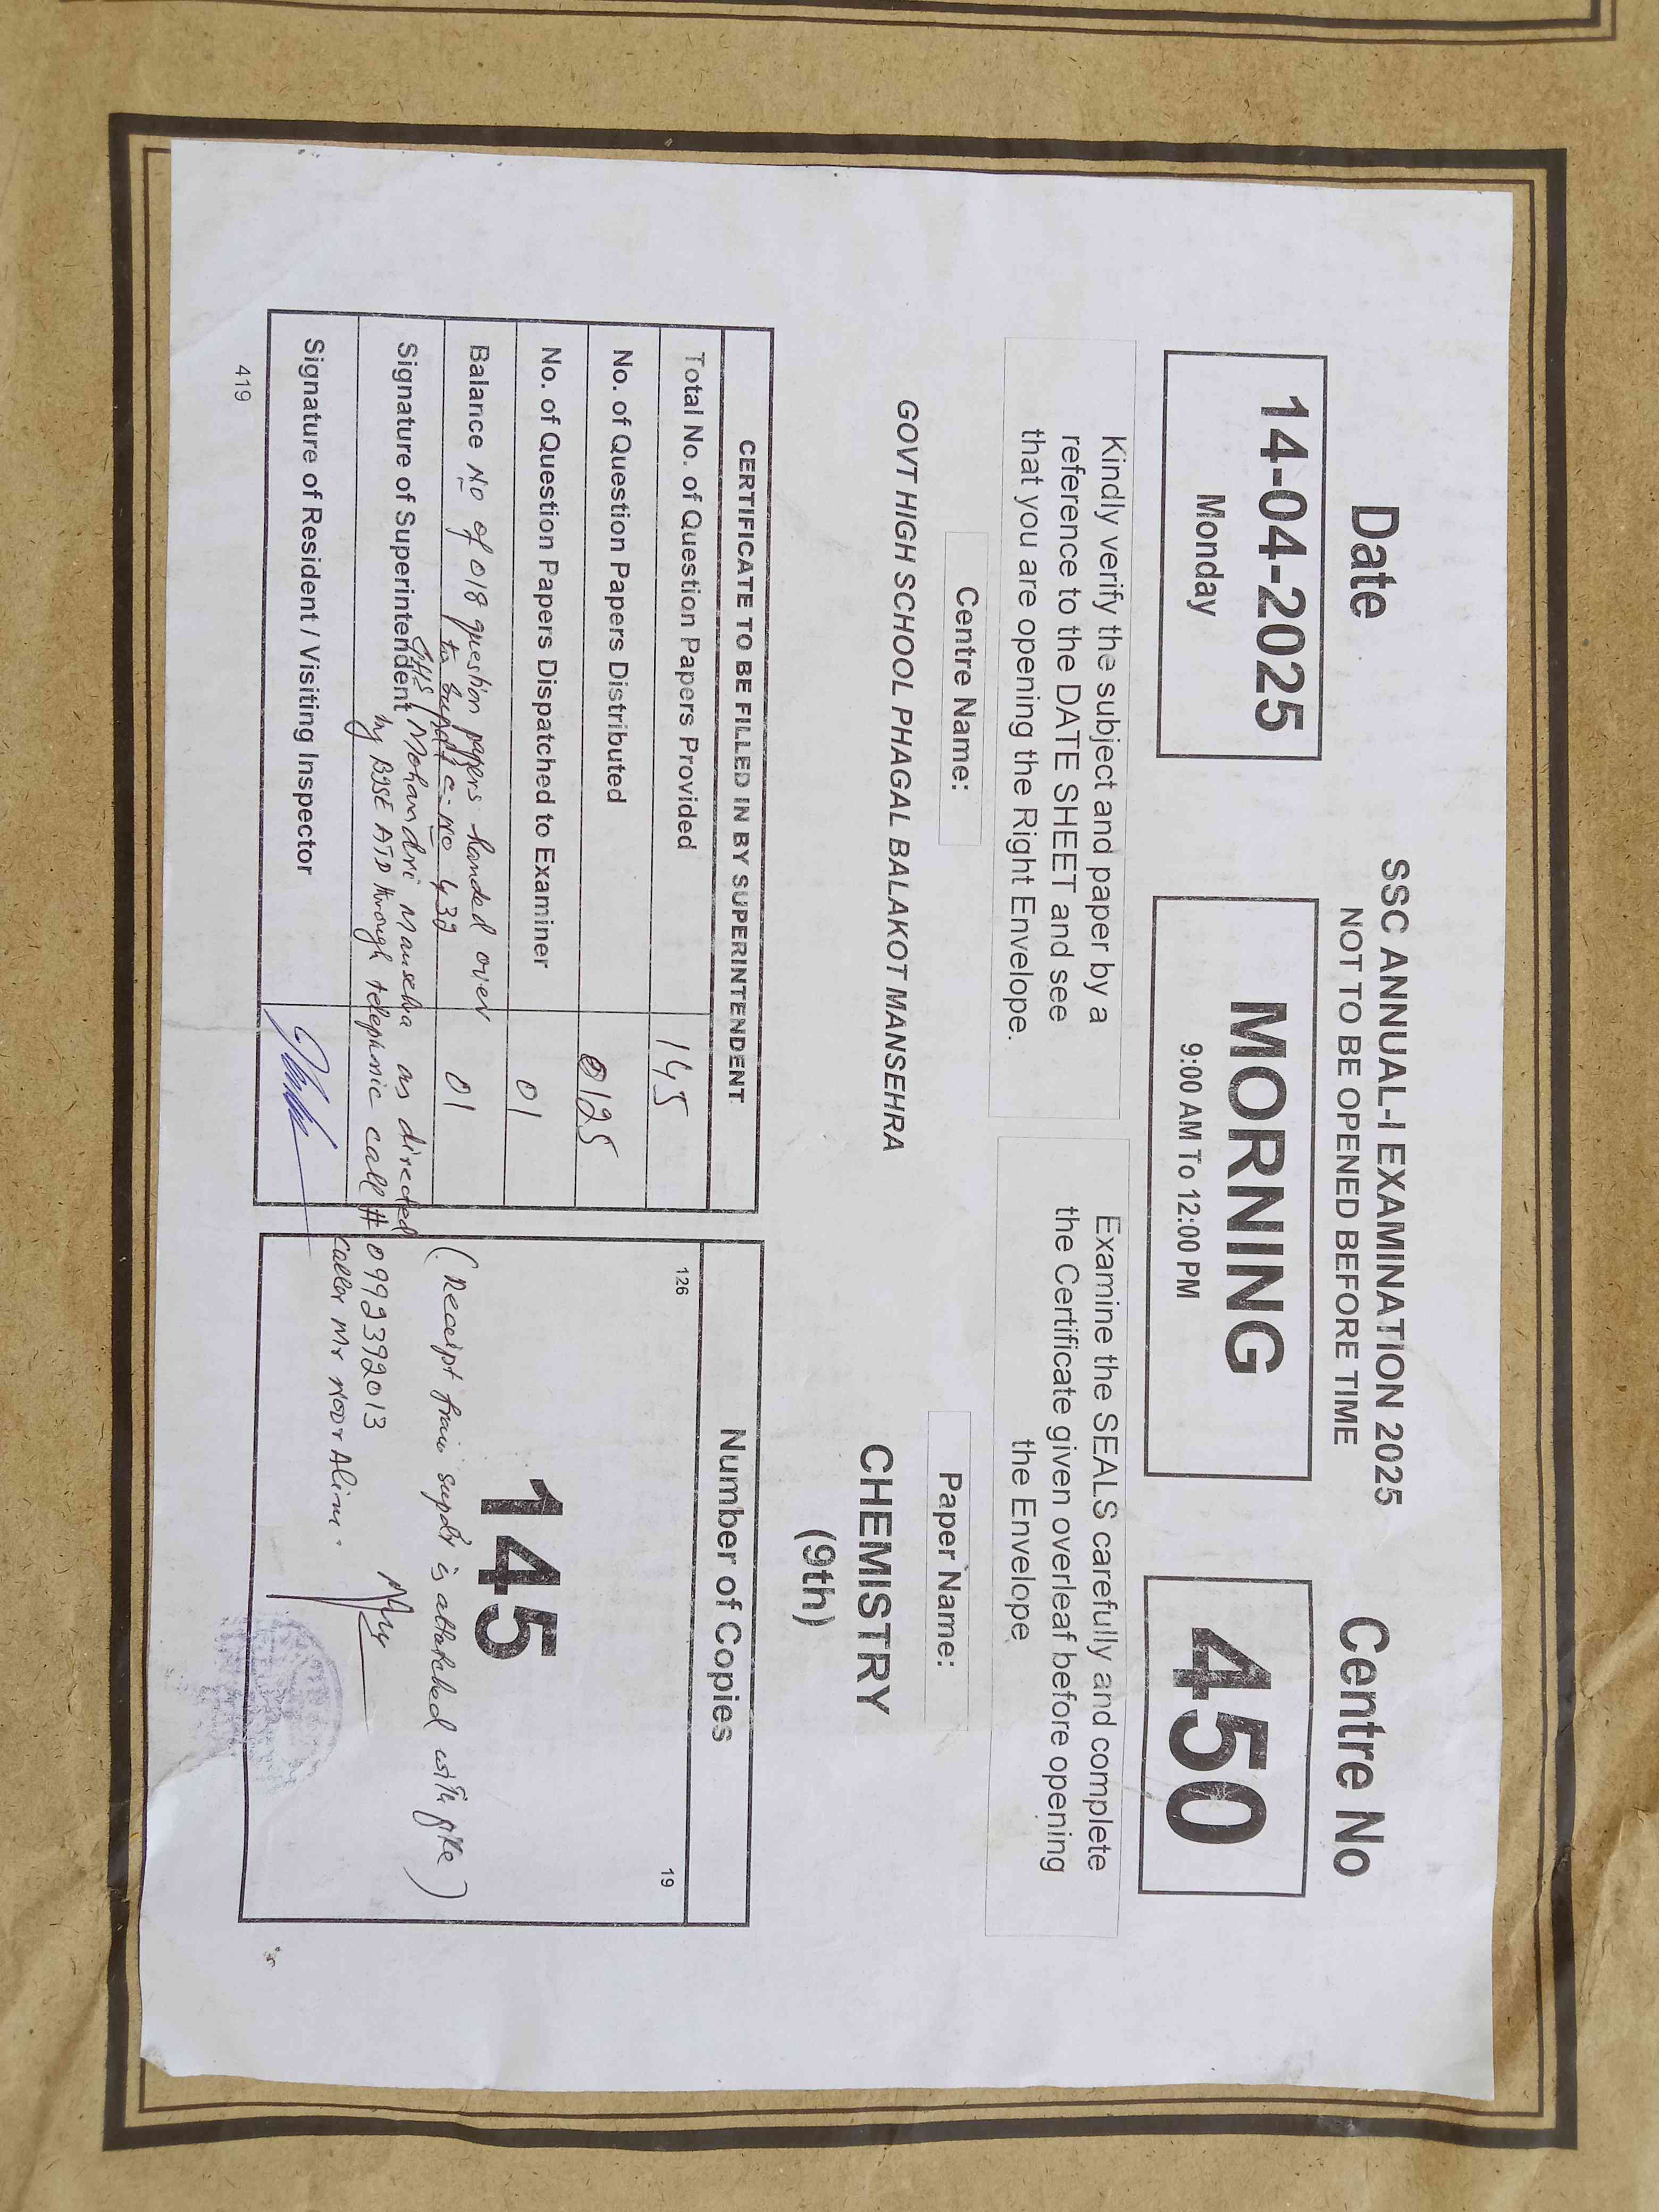 SSC ANNUAL-I EXAMINATION 2025
NOT TO BE OPENED BEFORE TIME
Date
Centre No
14-04-2025
Monday
MORNING
9:00 AM To 12:00 PM
450
Kindly verify the subject and paper by a
reference to the DATE SHEET and see
that you are opening the Right Envelope.
Examine the SEALS carefully and complete
the Certificate given overleaf before opening
the Envelope
Centre Name:
Paper Name:
GOVT HIGH SCHOOL PHAGAL BALAKOT MANSEHRA
CHEMISTRY
(9th)
CERTIFICATE TO BE FILLED IN BY SUPERINTENDENT
Total No. of Question Papers Provided 145
No. of Question Papers Distributed 0125
No. of Question Papers Dispatched to Examiner 01
Balance No of 018 question papers handed over 01
to Supdt C-No 439
Signature of Superintendent GHS Mohandri Mansehra as directed
by BISE ATD through telephnic call # 09923392013
caller Mr Noor Alim.
Signature of Resident / Visiting Inspector
419
Number of Copies
126
19
145
(Receipt from supdt is attached with file)